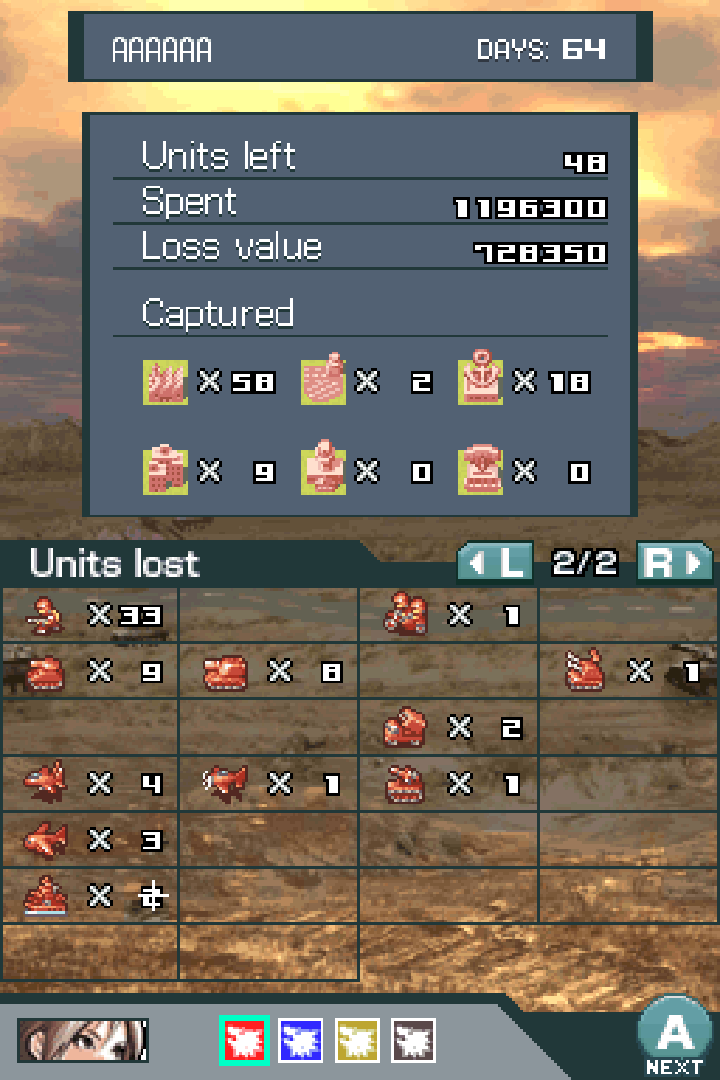 AAAAAA DAYS: 64
Units left 48
Spent 1196300
Loss value 728350
Captured
X 58 X 2 X 18
X 9 X 0 X 0
Units lost L 2/2 R
X 33 X 1
X 9 X 8 X 1
X 2
X 4 X 1 X 1
X 3
X
A
NEXT